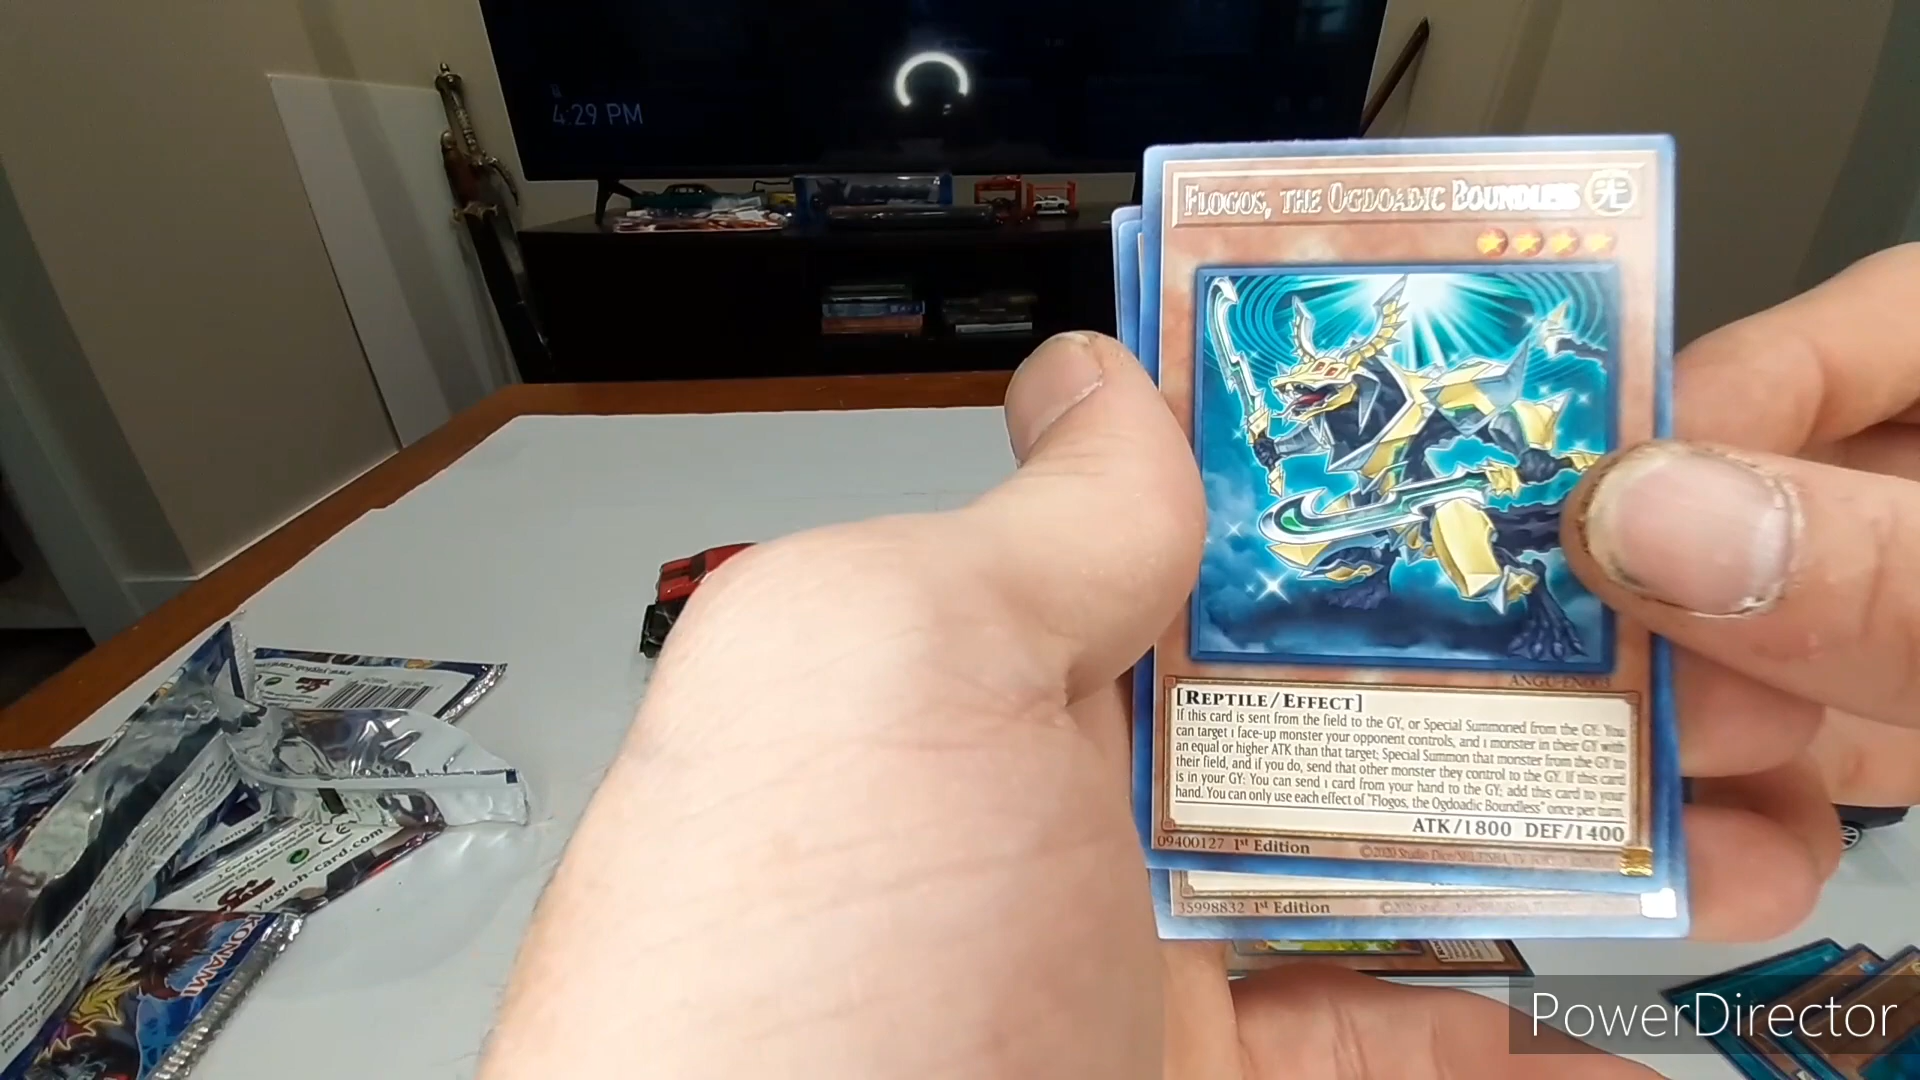 4:29 PM
FLOGOS, THE OGDOADIC BOUNDLESS 光
ANGU-EN003
[REPTILE/EFFECT]
If this card is sent from the field to the GY, or Special Summoned from the GY: You
can target 1 face-up monster your opponent controls, and 1 monster in their GY with
an equal or higher ATK than that target; Special Summon that monster from the GY to
their field, and if you do, send that other monster they control to the GY. If this card
is in your GY: You can send 1 card from your hand to the GY; add this card to your
hand. You can only use each effect of "Flogos, the Ogdoadic Boundless" once per turn.
ATK/1800 DEF/1400
09400127 1st Edition
©2020 Studio Dice/SHUEISHA, TV TOKYO, KONAMI
35998832 1st Edition
yugioh-card.com
KONAMI
PowerDirector